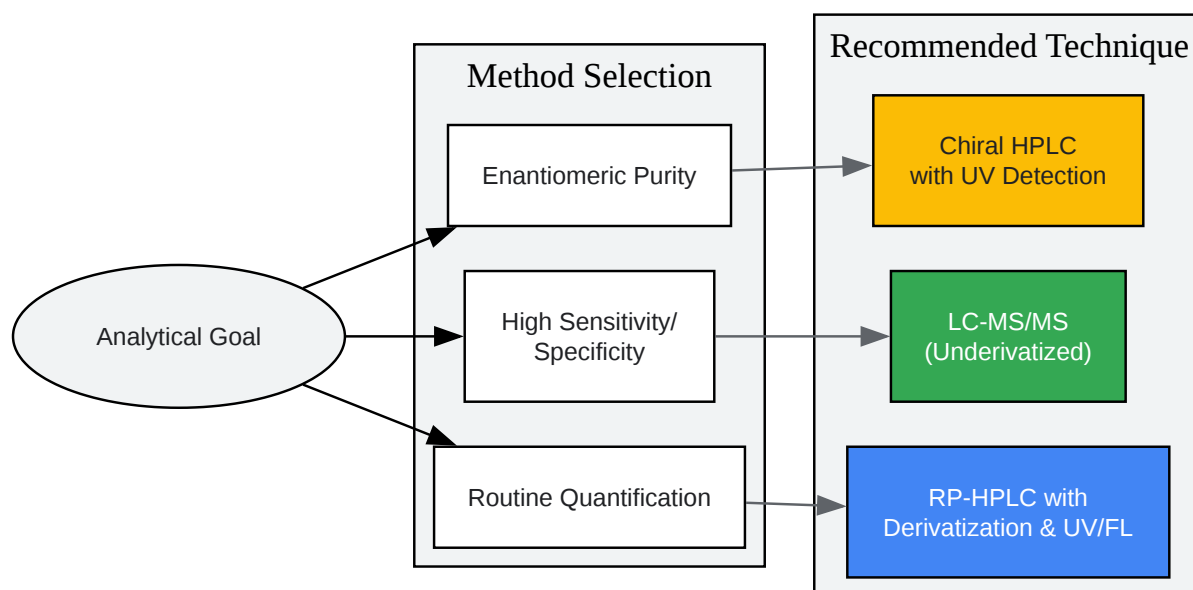 Analytical Goal
Method Selection
Enantiomeric Purity
High Sensitivity/
Specificity
Routine Quantification
Recommended Technique
Chiral HPLC
with UV Detection
LC-MS/MS
(Underivatized)
RP-HPLC with
Derivatization & UV/FL